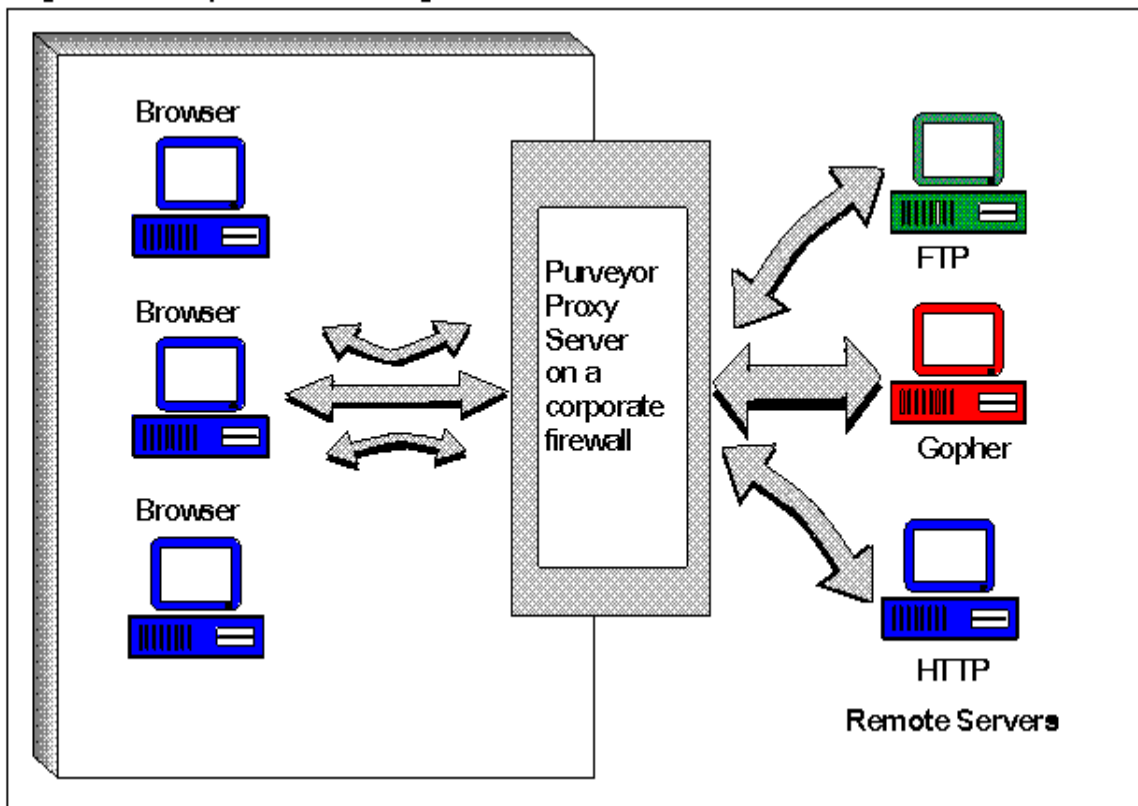 Browser
Browser
Browser
Purveyor
Proxy
Server
on a
corporate
firewall
FTP
Gopher
HTTP
Remote Servers